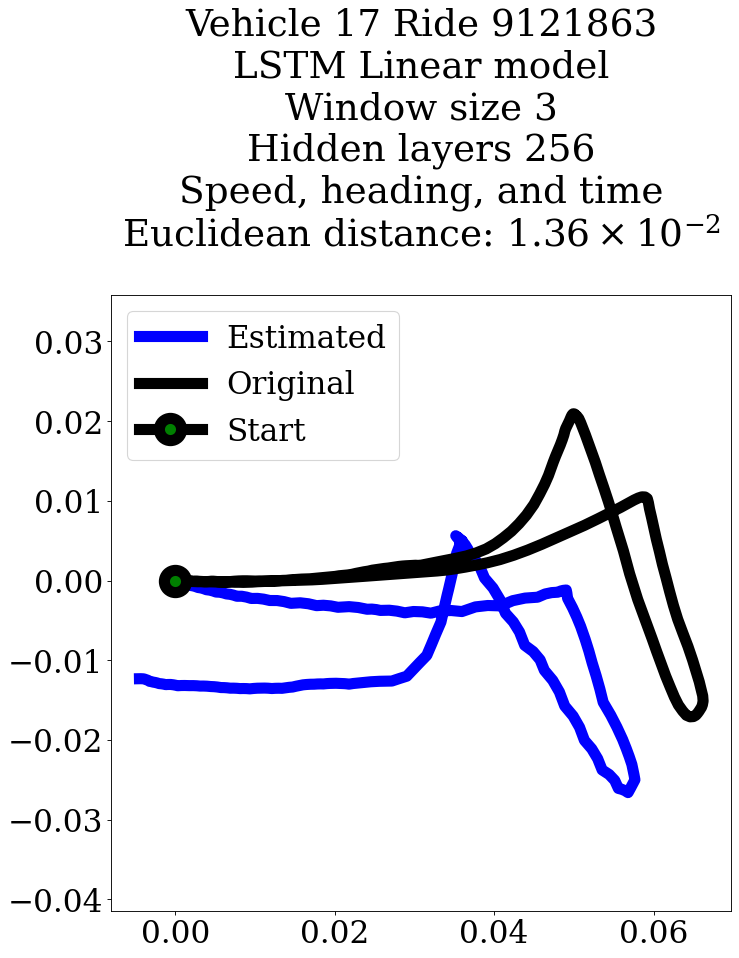 Vehicle 17 Ride 9121863
LSTM Linear model
Window size 3
Hidden layers 256
Speed, heading, and time
Euclidean distance: 1.36 × 10⁻²
Estimated
Original
Start
0.03
0.02
0.01
0.00
−0.01
−0.02
−0.03
−0.04
0.00 0.02 0.04 0.06